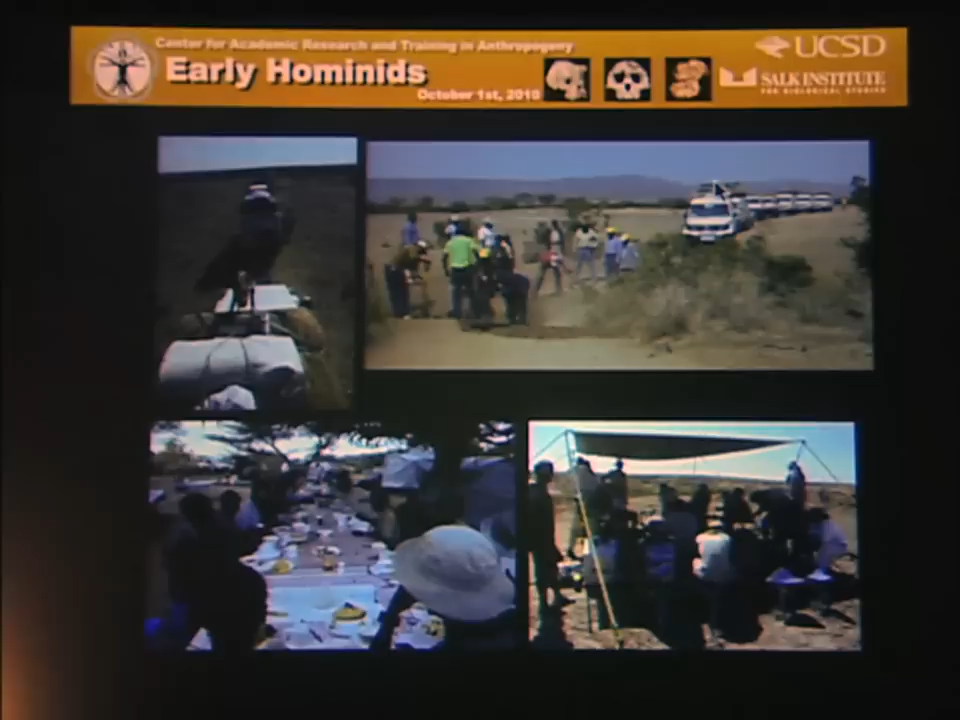 Center for Academic Research and Training in Anthropogeny
Early Hominids
October 1st, 2010
UCSD
SALK INSTITUTE
FOR BIOLOGICAL STUDIES